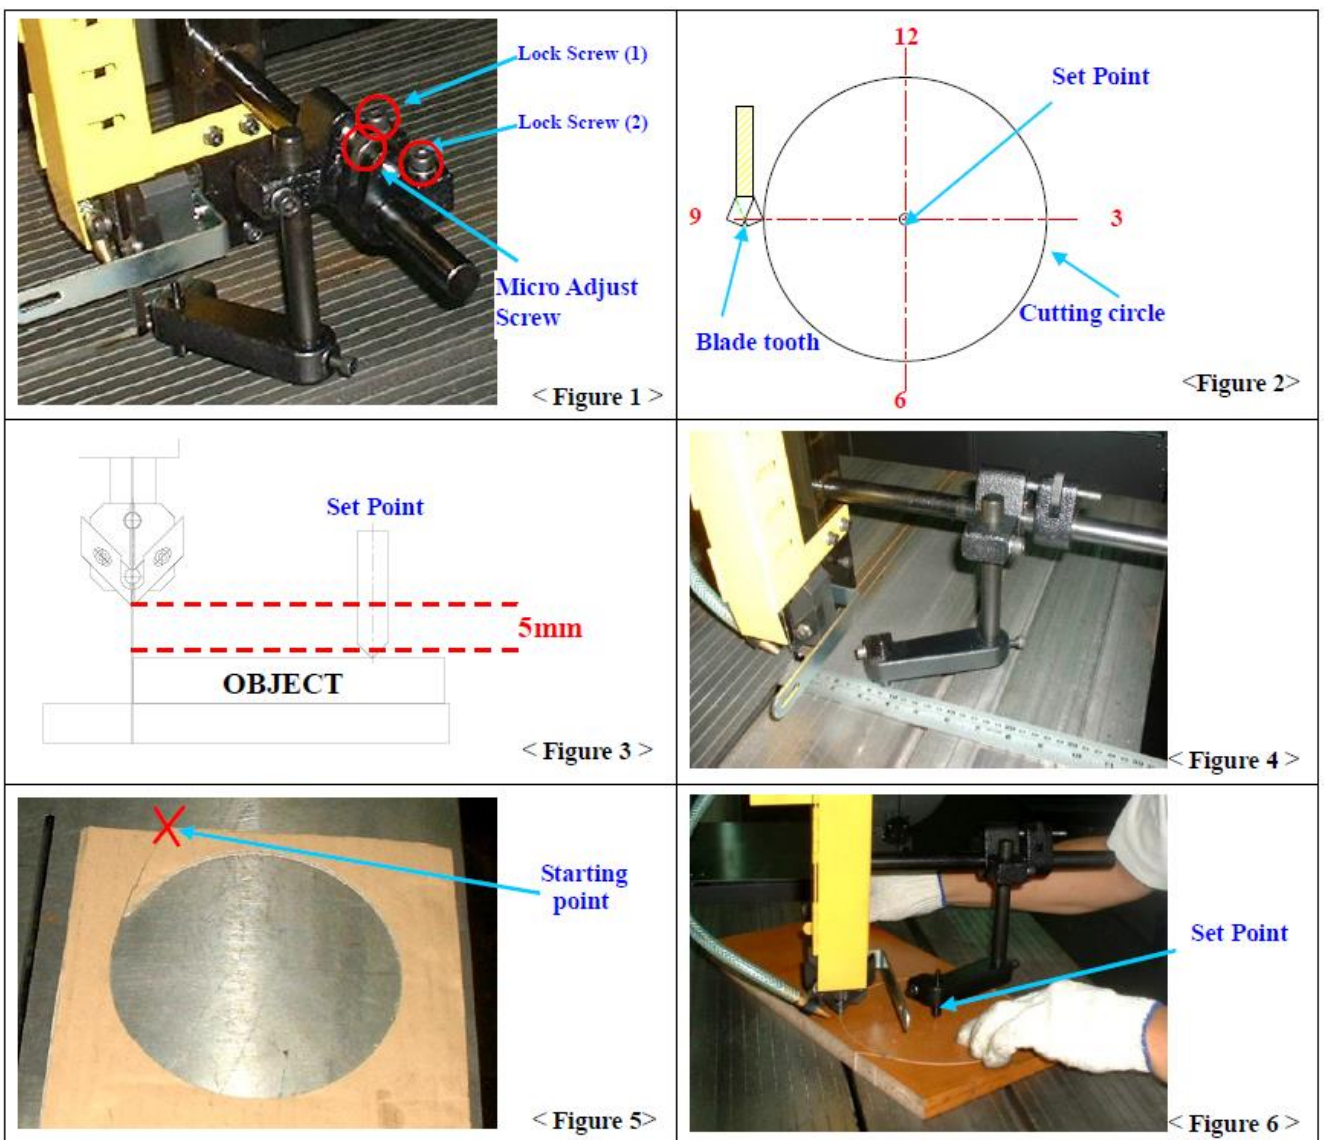 Lock Screw (1)
Lock Screw (2)
Micro Adjust
Screw
< Figure 1 >
12
Set Point
9
3
Cutting circle
Blade tooth
6
<Figure 2>
Set Point
5mm
OBJECT
< Figure 3 >
< Figure 4 >
Starting
point
< Figure 5>
Set Point
< Figure 6 >